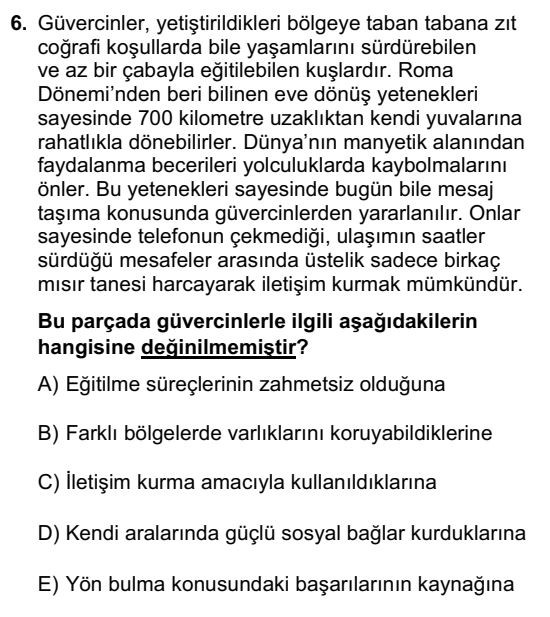 6. Güvercinler, yetiştirildikleri bölgeye taban tabana zıt
coğrafi koşullarda bile yaşamlarını sürdürebilen
ve az bir çabayla eğitilebilen kuşlardır. Roma
Dönemi’nden beri bilinen eve dönüş yetenekleri
sayesinde 700 kilometre uzaklıktan kendi yuvalarına
rahatlıkla dönebilirler. Dünya’nın manyetik alanından
faydalanma becerileri yolculuklarda kaybolmalarını
önler. Bu yetenekleri sayesinde bugün bile mesaj
taşıma konusunda güvercinlerden yararlanılır. Onlar
sayesinde telefonun çekmediği, ulaşımın saatler
sürdüğü mesafeler arasında üstelik sadece birkaç
mısır tanesi harcayarak iletişim kurmak mümkündür.
Bu parçada güvercinlerle ilgili aşağıdakilerin
hangisine değinilmemiştir?
A) Eğitilme süreçlerinin zahmetsiz olduğuna
B) Farklı bölgelerde varlıklarını koruyabildiklerine
C) İletişim kurma amacıyla kullanıldıklarına
D) Kendi aralarında güçlü sosyal bağlar kurduklarına
E) Yön bulma konusundaki başarılarının kaynağına